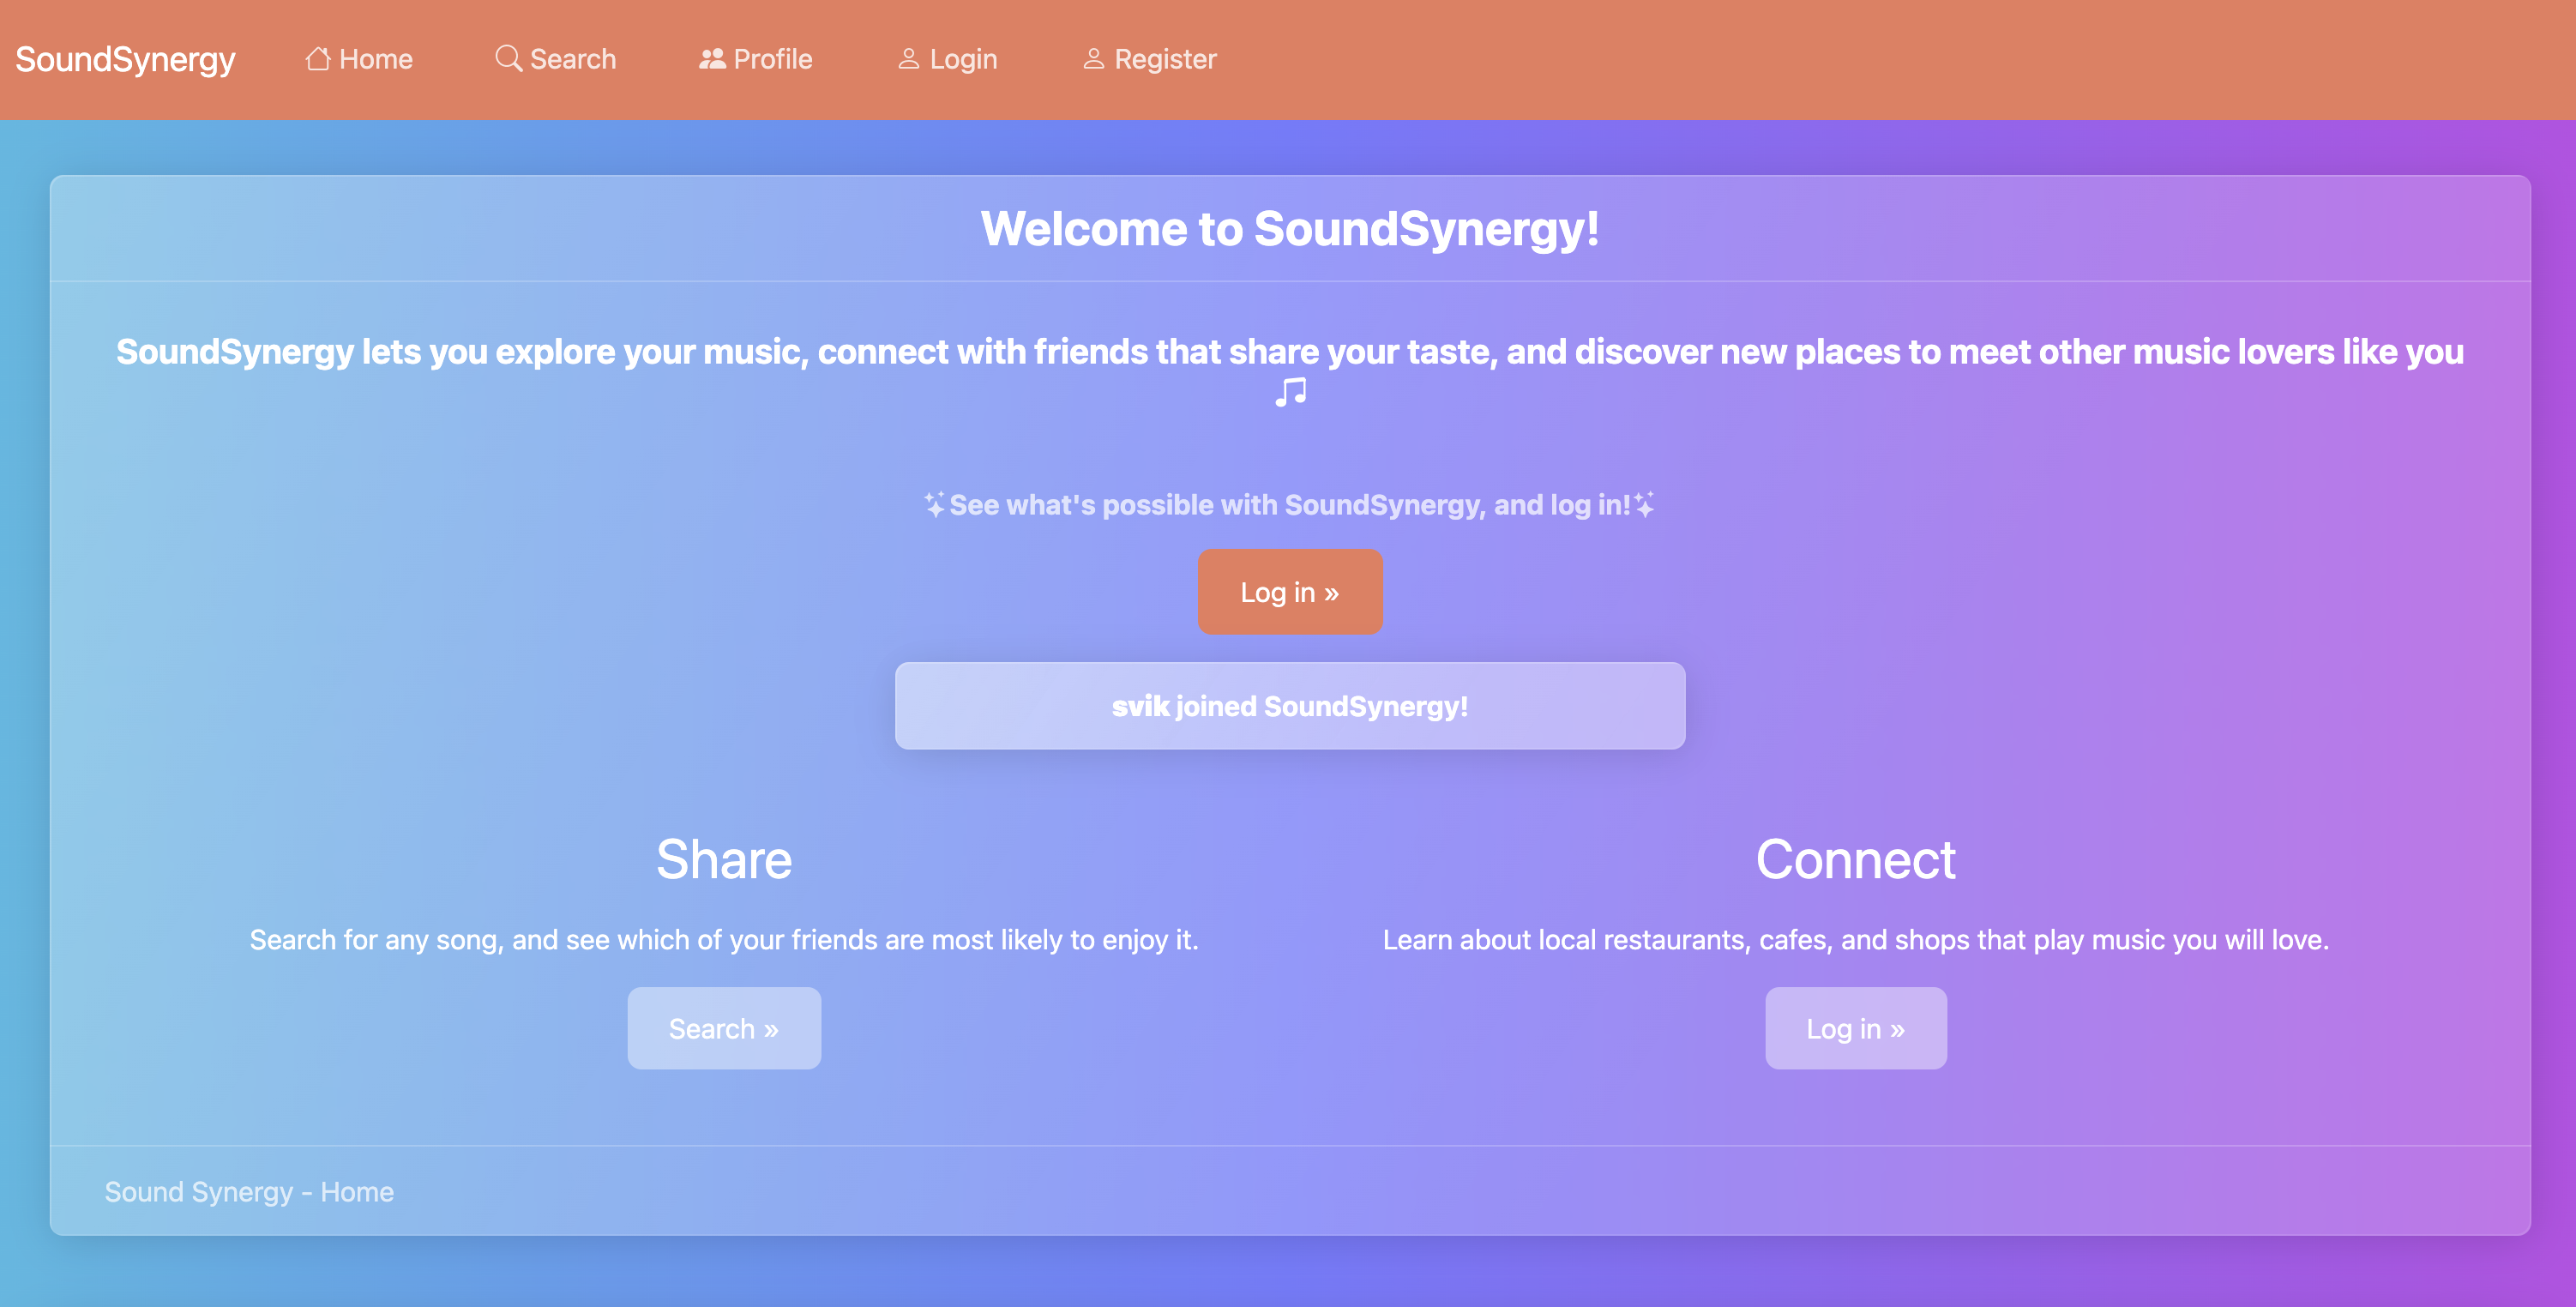 SoundSynergy Home Search Profile Login Register
Welcome to SoundSynergy!
SoundSynergy lets you explore your music, connect with friends that share your taste, and discover new places to meet other music lovers like you
See what's possible with SoundSynergy, and log in!
Log in »
svik joined SoundSynergy!
Share
Search for any song, and see which of your friends are most likely to enjoy it.
Search »
Connect
Learn about local restaurants, cafes, and shops that play music you will love.
Log in »
Sound Synergy - Home